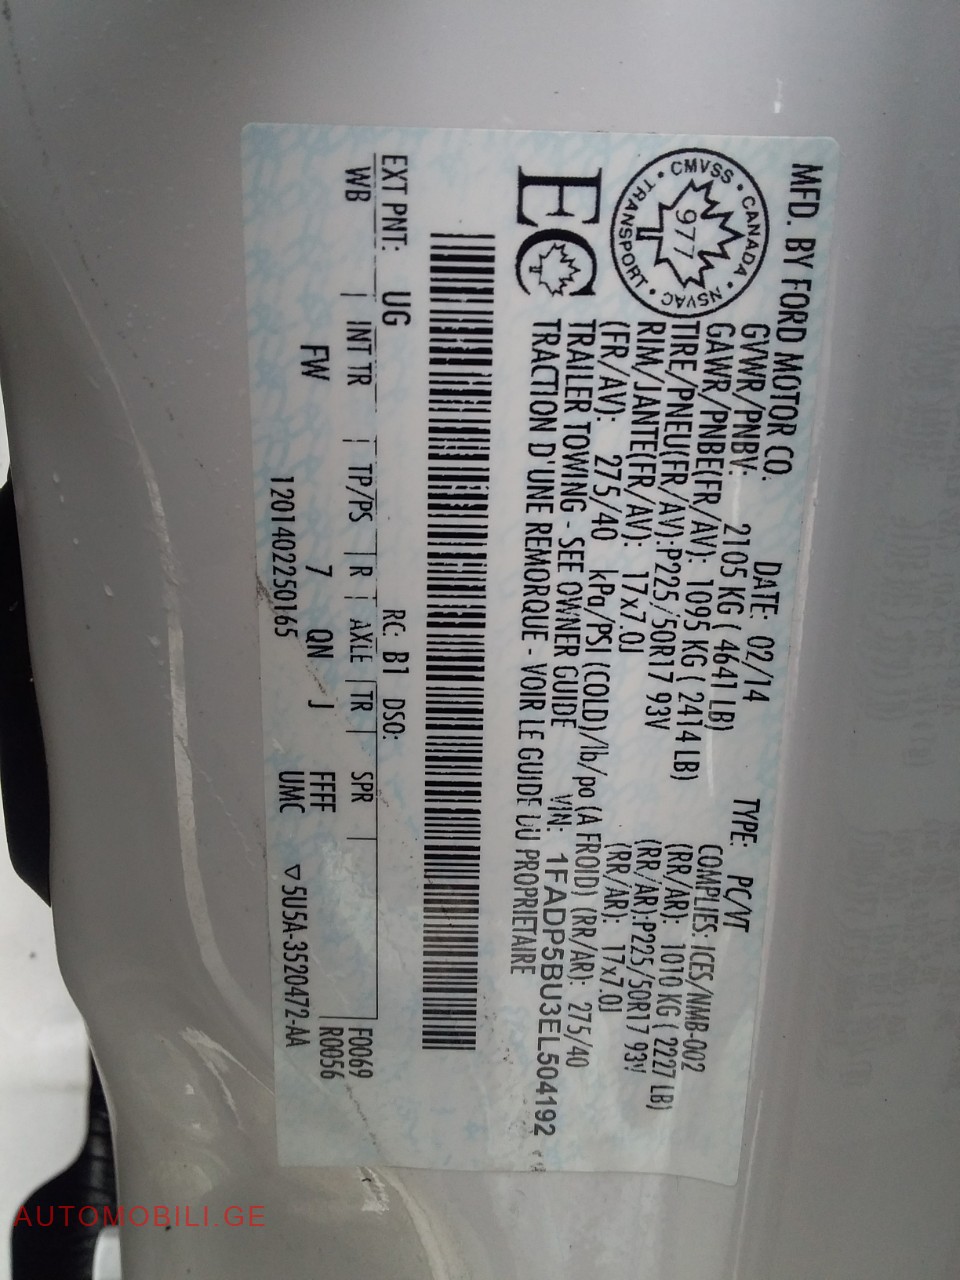 MFD. BY FORD MOTOR CO.
DATE: 02/14 TYPE: PC/VT
GVWR/PNBV: 2105 KG ( 4641 LB) COMPLIES: ICES/NMB-002
GAWR/PNBE(FR/AV): 1095 KG ( 2414 LB) (RR/AR): 1010 KG ( 2227 LB)
TIRE/PNEU(FR/AV):P225/50R17 93V (RR/AR):P225/50R17 93V
RIM/JANTE(FR/AV): 17x7.0J (RR/AR): 17x7.0J
(FR/AV): 275/40 kPa/PSI (COLD)/lb/po (A FROID) (RR/AR): 275/40
TRAILER TOWING - SEE OWNER GUIDE VIN: 1FADP5BU3EL504192
TRACTION D'UNE REMORQUE - VOIR LE GUIDE DU PROPRIETAIRE
CMVSS • CANADA • NSVAC • TRANSPORT •
977
EC
EXT PNT: UG RC: B1 DSO:
WB | INT TR | TP/PS | R | AXLE | TR | SPR | F0069
FW 7 QN J FFFF R0056
1201402250165 UMC ▽5U5A-3520472-AA
AUTOMOBILI.GE